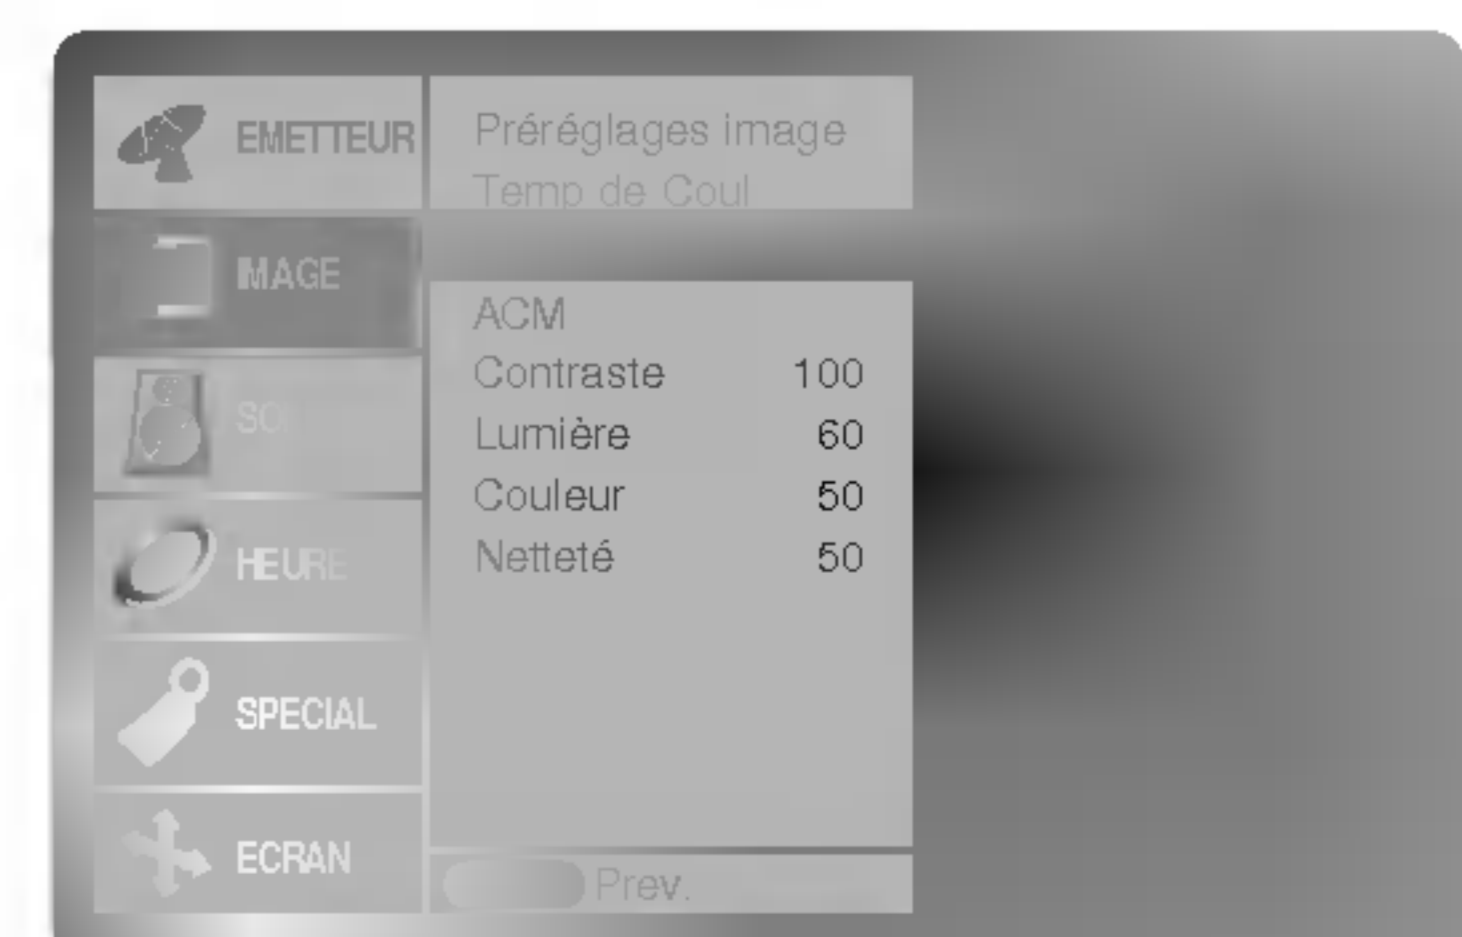 EMETTEUR
IMAGE
HEURE
SPECIAL
ECRAN
Préréglages image
Temp de Coul
ACM
Contraste 100
Lumière 60
Couleur 50
Netteté 50
Prev.